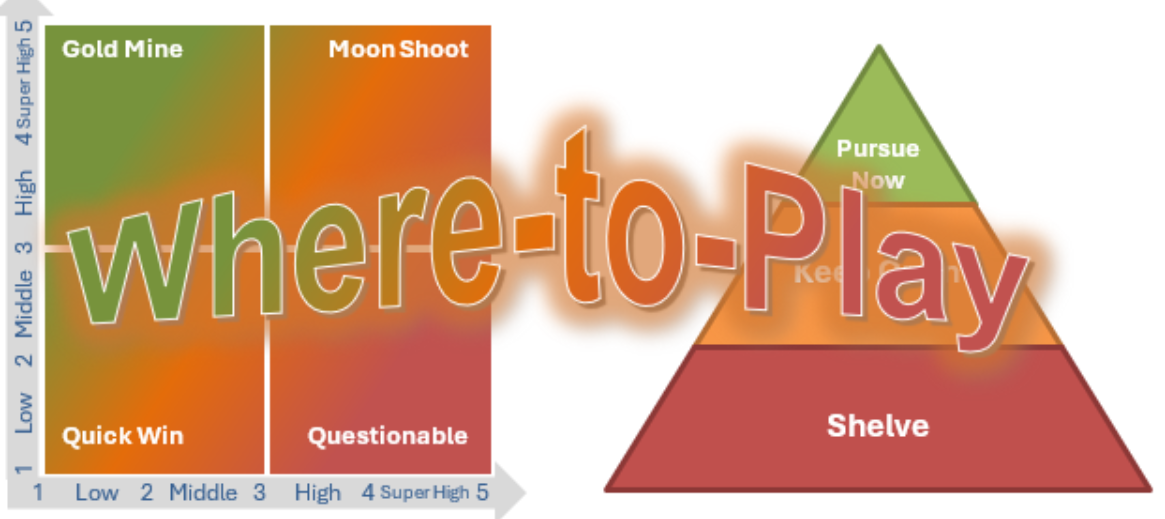 Gold Mine
Moon Shoot
Quick Win
Questionable
1 Low 2 Middle 3 High 4 Super High 5
1 Low 2 Middle 3 High 4 Super High 5
Where-to-Play
Pursue
Now
Keep Open
Shelve